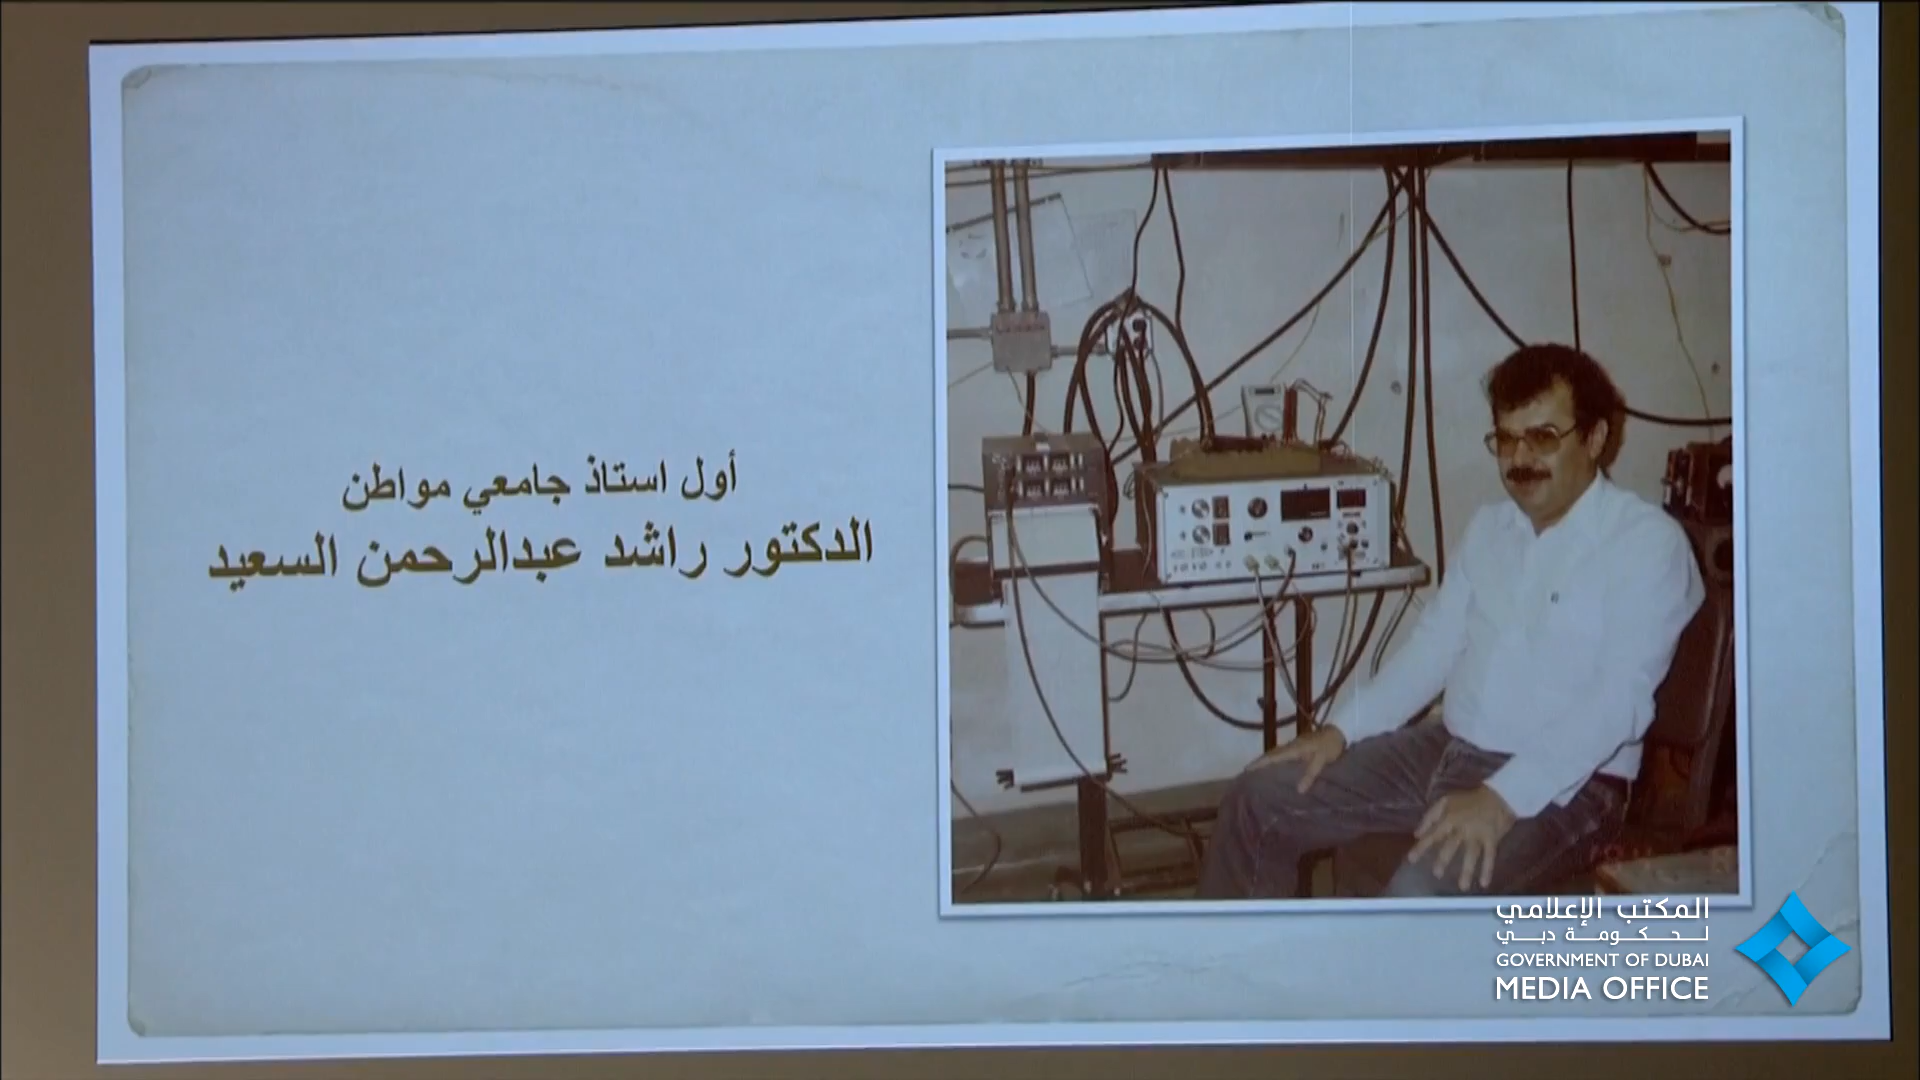 أول استاذ جامعي مواطن
الدكتور راشد عبدالرحمن السعيد
المكتب الإعلامي
لحكومة دبي
GOVERNMENT OF DUBAI
MEDIA OFFICE